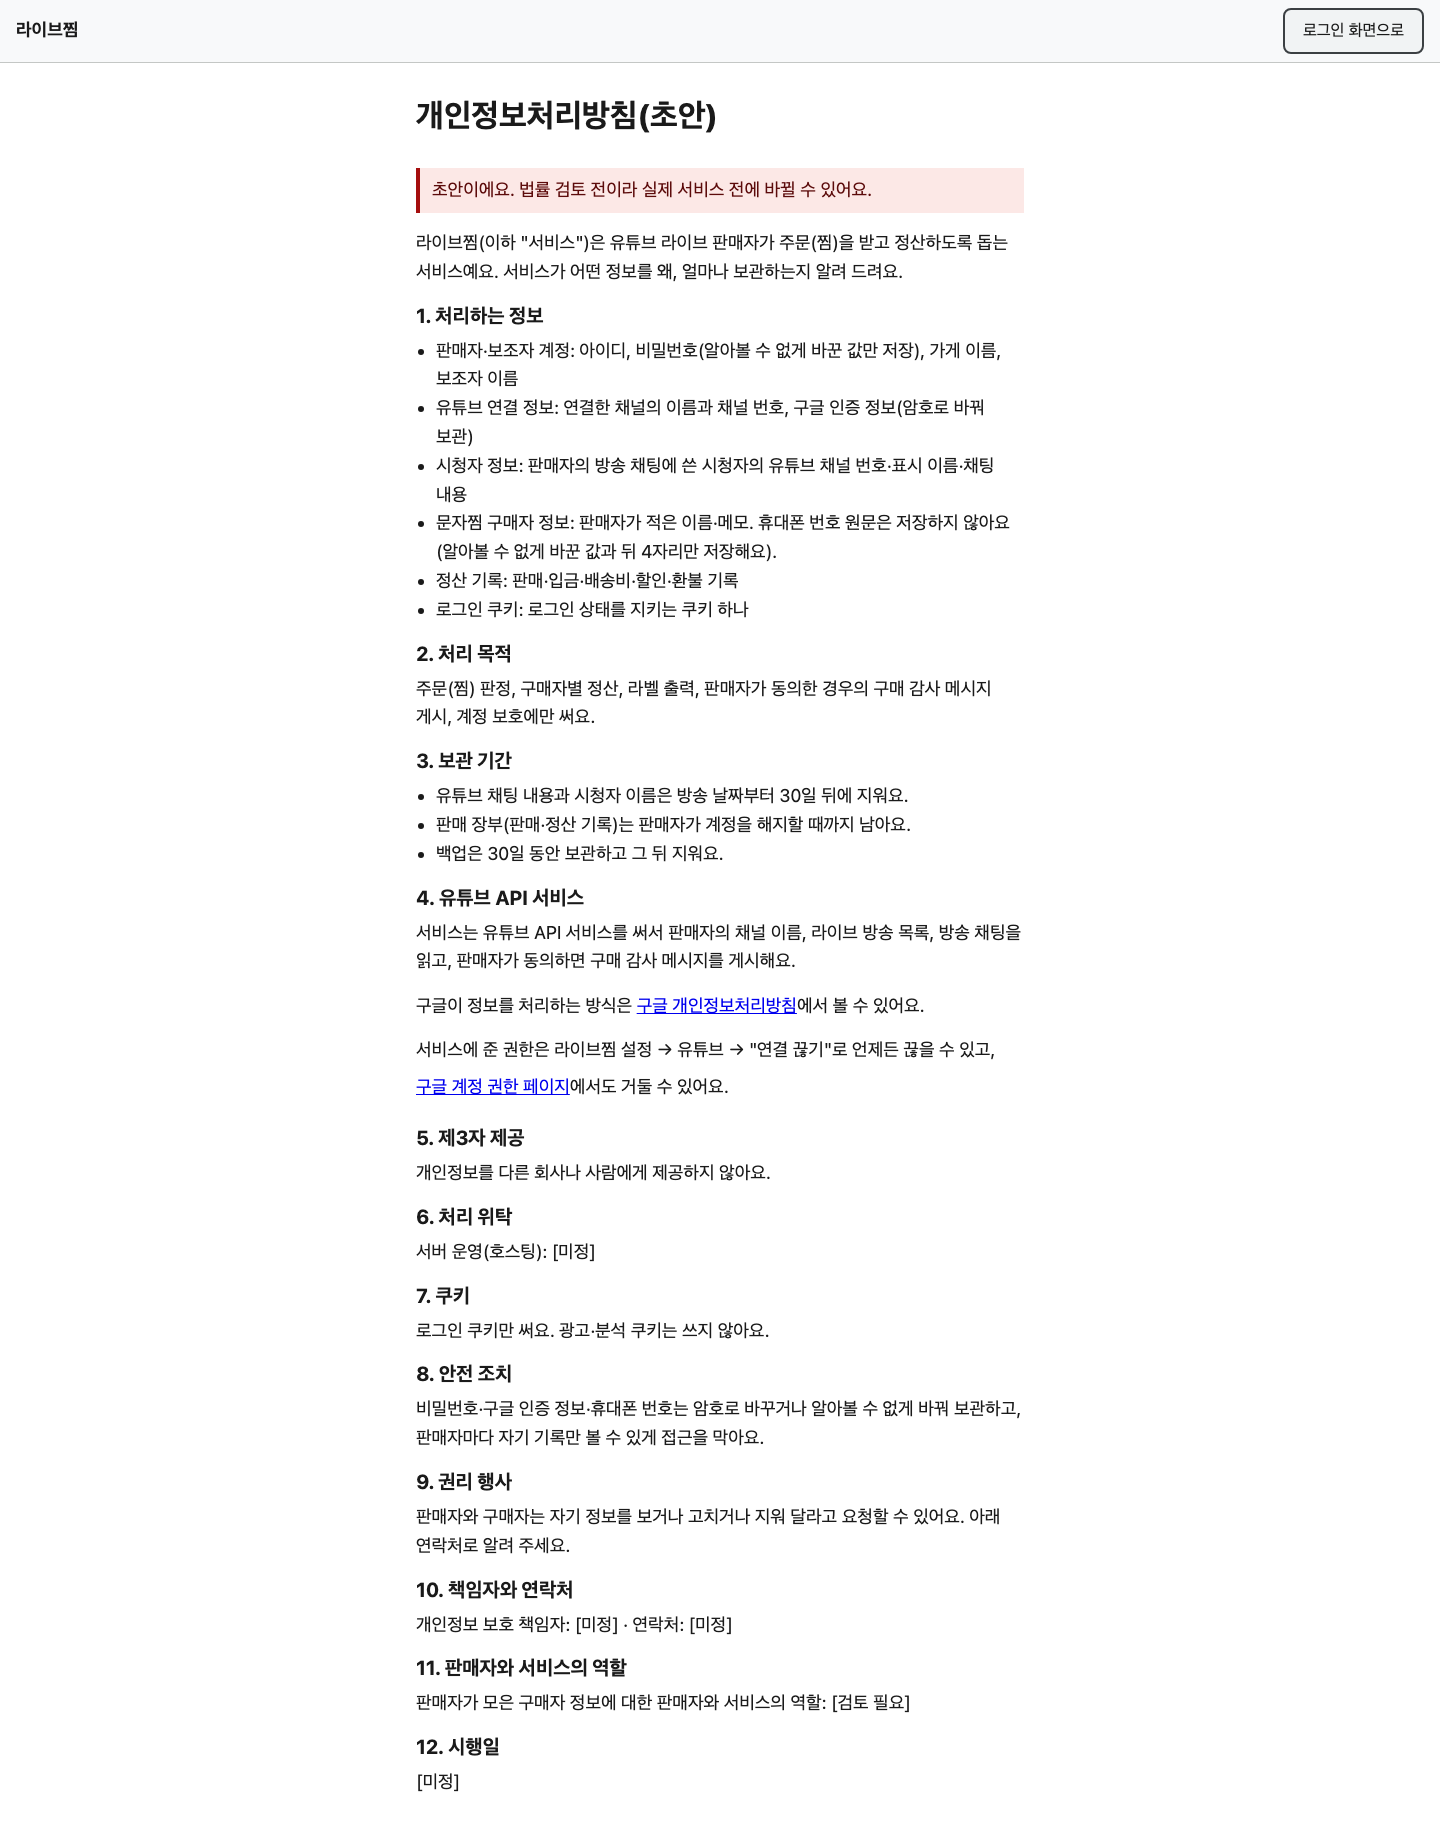 라이브찜
로그인 화면으로
개인정보처리방침(초안)
초안이에요. 법률 검토 전이라 실제 서비스 전에 바뀔 수 있어요.
라이브찜(이하 "서비스")은 유튜브 라이브 판매자가 주문(찜)을 받고 정산하도록 돕는
서비스예요. 서비스가 어떤 정보를 왜, 얼마나 보관하는지 알려 드려요.
1. 처리하는 정보
• 판매자·보조자 계정: 아이디, 비밀번호(알아볼 수 없게 바꾼 값만 저장), 가게 이름,
보조자 이름
• 유튜브 연결 정보: 연결한 채널의 이름과 채널 번호, 구글 인증 정보(암호로 바꿔
보관)
• 시청자 정보: 판매자의 방송 채팅에 쓴 시청자의 유튜브 채널 번호·표시 이름·채팅
내용
• 문자찜 구매자 정보: 판매자가 적은 이름·메모. 휴대폰 번호 원문은 저장하지 않아요
(알아볼 수 없게 바꾼 값과 뒤 4자리만 저장해요).
• 정산 기록: 판매·입금·배송비·할인·환불 기록
• 로그인 쿠키: 로그인 상태를 지키는 쿠키 하나
2. 처리 목적
주문(찜) 판정, 구매자별 정산, 라벨 출력, 판매자가 동의한 경우의 구매 감사 메시지
게시, 계정 보호에만 써요.
3. 보관 기간
• 유튜브 채팅 내용과 시청자 이름은 방송 날짜부터 30일 뒤에 지워요.
• 판매 장부(판매·정산 기록)는 판매자가 계정을 해지할 때까지 남아요.
• 백업은 30일 동안 보관하고 그 뒤 지워요.
4. 유튜브 API 서비스
서비스는 유튜브 API 서비스를 써서 판매자의 채널 이름, 라이브 방송 목록, 방송 채팅을
읽고, 판매자가 동의하면 구매 감사 메시지를 게시해요.
구글이 정보를 처리하는 방식은 구글 개인정보처리방침에서 볼 수 있어요.
서비스에 준 권한은 라이브찜 설정 → 유튜브 → "연결 끊기"로 언제든 끊을 수 있고,
구글 계정 권한 페이지에서도 거둘 수 있어요.
5. 제3자 제공
개인정보를 다른 회사나 사람에게 제공하지 않아요.
6. 처리 위탁
서버 운영(호스팅): [미정]
7. 쿠키
로그인 쿠키만 써요. 광고·분석 쿠키는 쓰지 않아요.
8. 안전 조치
비밀번호·구글 인증 정보·휴대폰 번호는 암호로 바꾸거나 알아볼 수 없게 바꿔 보관하고,
판매자마다 자기 기록만 볼 수 있게 접근을 막아요.
9. 권리 행사
판매자와 구매자는 자기 정보를 보거나 고치거나 지워 달라고 요청할 수 있어요. 아래
연락처로 알려 주세요.
10. 책임자와 연락처
개인정보 보호 책임자: [미정] · 연락처: [미정]
11. 판매자와 서비스의 역할
판매자가 모은 구매자 정보에 대한 판매자와 서비스의 역할: [검토 필요]
12. 시행일
[미정]